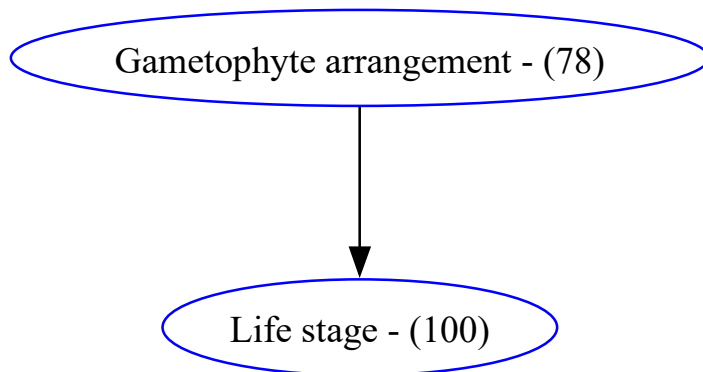 Gametophyte arrangement - (78)
Life stage - (100)